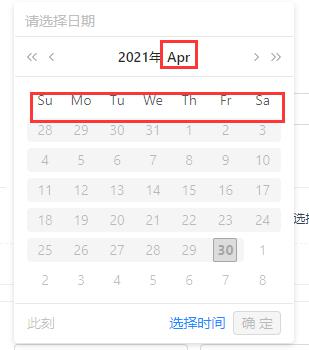 请选择日期
2021年 Apr
Su Mo Tu We Th Fr Sa
28 29 30 31 1 2 3
4 5 6 7 8 9 10
11 12 13 14 15 16 17
18 19 20 21 22 23 24
25 26 27 28 29 30 1
2 3 4 5 6 7 8
选择
此刻 选择时间 确 定